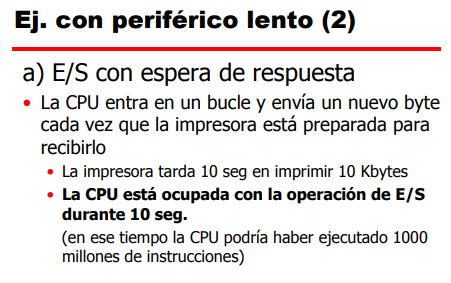 Ej. con periférico lento (2)
a) E/S con espera de respuesta
• La CPU entra en un bucle y envía un nuevo byte
cada vez que la impresora está preparada para
recibirlo
• La impresora tarda 10 seg en imprimir 10 Kbytes
• La CPU está ocupada con la operación de E/S
durante 10 seg.
(en ese tiempo la CPU podría haber ejecutado 1000
millones de instrucciones)